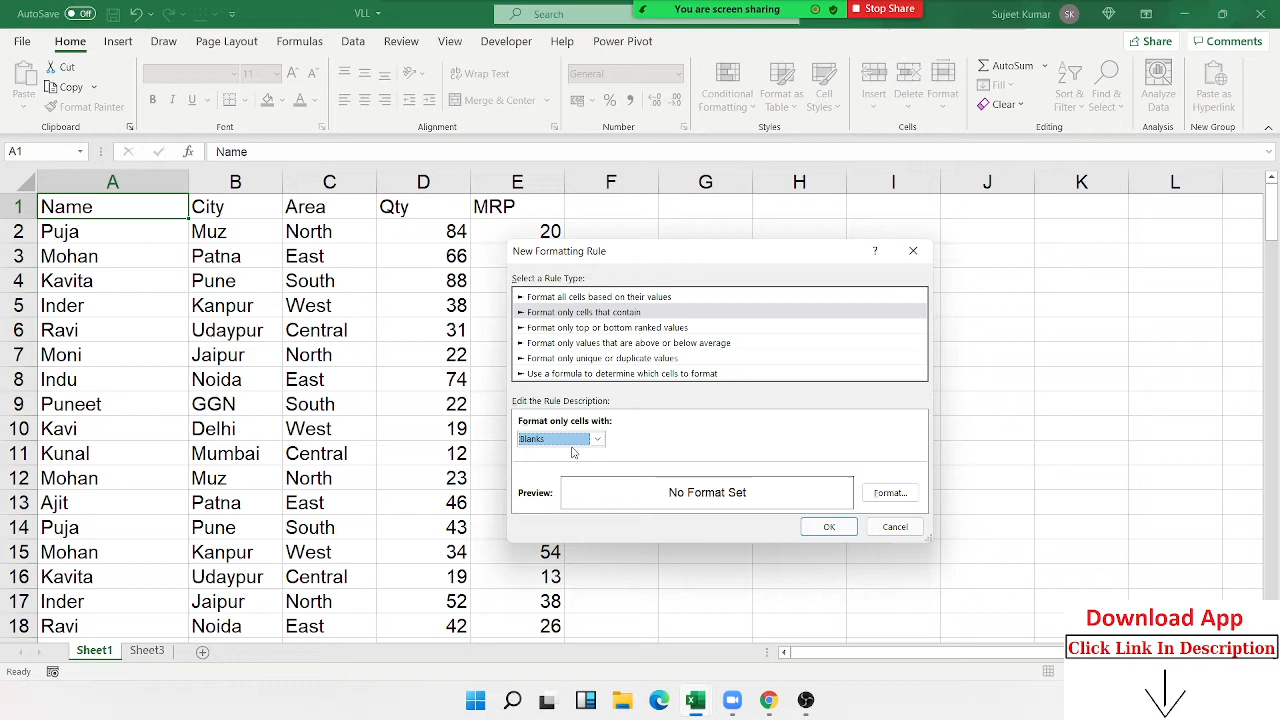 AutoSave Off VLL Search You are screen sharing Stop Share Sujeet Kumar SK
File Home Insert Draw Page Layout Formulas Data Review View Developer Help Power Pivot Share Comments
Paste Cut Copy Format Painter
Clipboard
11
B I U A
Font
Wrap Text
Merge & Center
Alignment
General
% 9
Number
Conditional Formatting Format as Table Cell Styles
Styles
Insert Delete Format
Cells
AutoSum
Fill
Clear
Sort & Filter Find & Select
Editing
Analyze Data
Analysis
Paste as Hyperlink
New Group
A1 fx Name
A B C D E F G H I J K L
1 Name City Area Qty MRP
2 Puja Muz North 84 20
3 Mohan Patna East 66
4 Kavita Pune South 88
5 Inder Kanpur West 38
6 Ravi Udaypur Central 31
7 Moni Jaipur North 22
8 Indu Noida East 74
9 Puneet GGN South 22
10 Kavi Delhi West 19
11 Kunal Mumbai Central 12
12 Mohan Muz North 23
13 Ajit Patna East 46
14 Puja Pune South 43
15 Mohan Kanpur West 34 54
16 Kavita Udaypur Central 19 13
17 Inder Jaipur North 52 38
18 Ravi Noida East 42 26
New Formatting Rule ?
Select a Rule Type:
Format all cells based on their values
Format only cells that contain
Format only top or bottom ranked values
Format only values that are above or below average
Format only unique or duplicate values
Use a formula to determine which cells to format
Edit the Rule Description:
Format only cells with:
Blanks
Preview: No Format Set Format...
OK Cancel
Sheet1 Sheet3
Ready
Download App
Click Link In Description